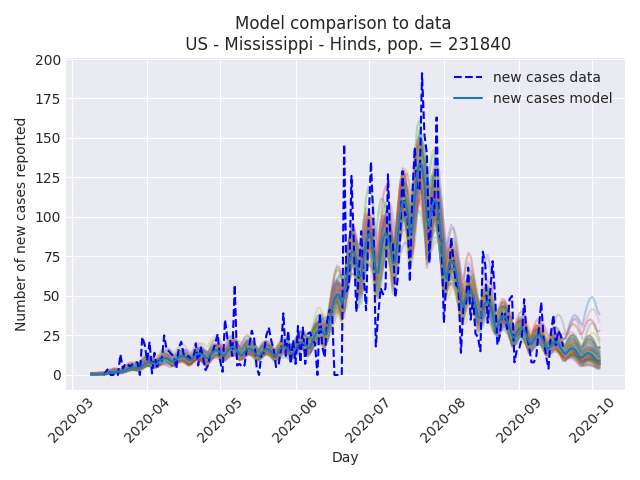 Model comparison to data
US - Mississippi - Hinds, pop. = 231840
new cases data
new cases model
Number of new cases reported
200
175
150
125
100
75
50
25
0
2020-03
2020-04
2020-05
2020-06
2020-07
2020-08
2020-09
2020-10
Day